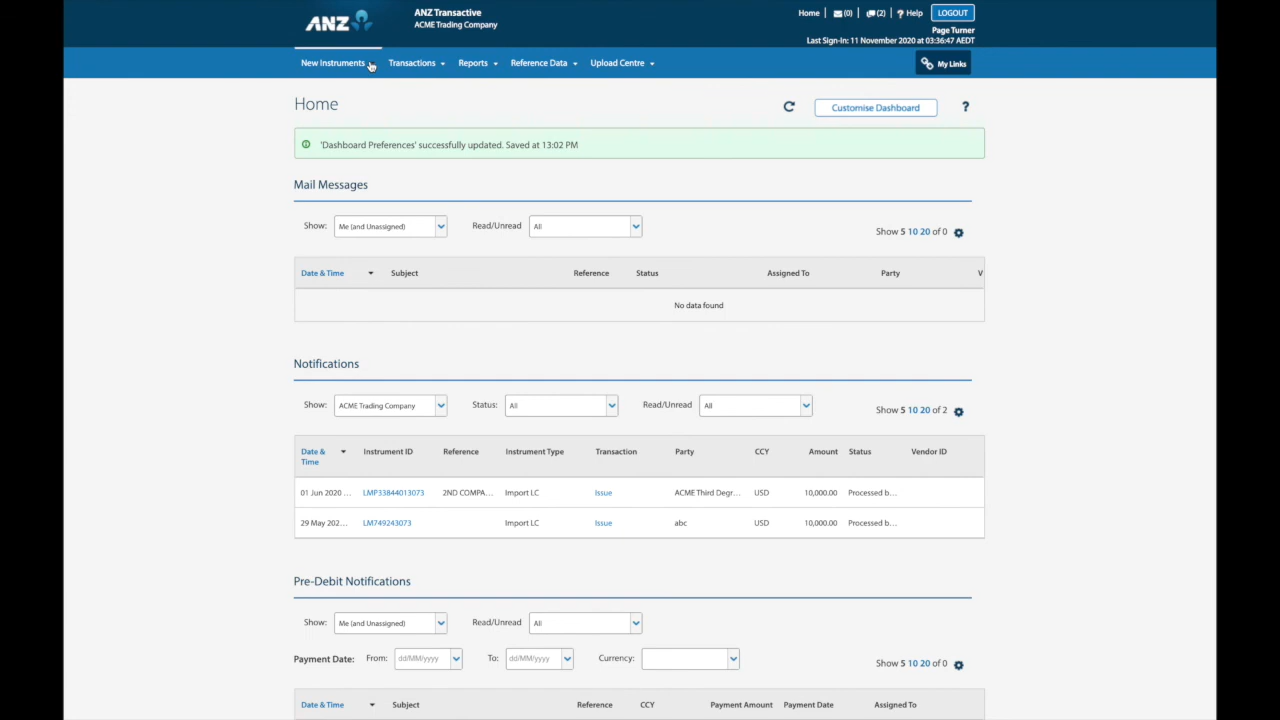 ANZ
ANZ Transactive
ACME Trading Company
Home (0) (2) Help LOGOUT
Page Turner
Last Sign-In: 11 November 2020 at 03:36:47 AEDT
New Instruments Transactions Reports Reference Data Upload Centre My Links
Home Customise Dashboard ?
'Dashboard Preferences' successfully updated. Saved at 13:02 PM
Mail Messages
Show: Me (and Unassigned) Read/Unread All Show 5 10 20 of 0
Date & Time Subject Reference Status Assigned To Party V
No data found
Notifications
Show: ACME Trading Company Status: All Read/Unread All Show 5 10 20 of 2
Date & Time Instrument ID Reference Instrument Type Transaction Party CCY Amount Status Vendor ID
01 Jun 2020 ... LMP33844013073 2ND COMPA... Import LC Issue ACME Third Degr... USD 10,000.00 Processed b...
29 May 202... LM749243073 Import LC Issue abc USD 10,000.00 Processed b...
Pre-Debit Notifications
Show: Me (and Unassigned) Read/Unread All
Payment Date: From: dd/MM/yyyy To: dd/MM/yyyy Currency: Show 5 10 20 of 0
Date & Time Subject Reference CCY Payment Amount Payment Date Assigned To